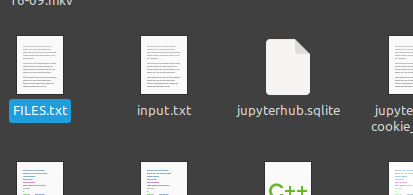 16-09.mkv
FILES.txt
input.txt
jupyterhub.sqlite
jupyte
cookie_
C++